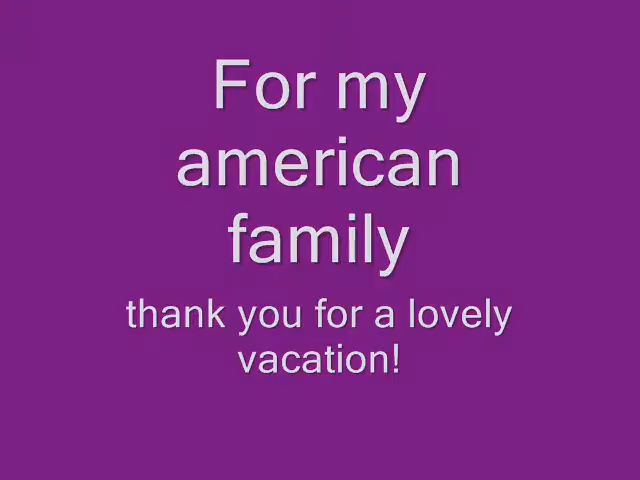 For my
american
family
thank you for a lovely
vacation!